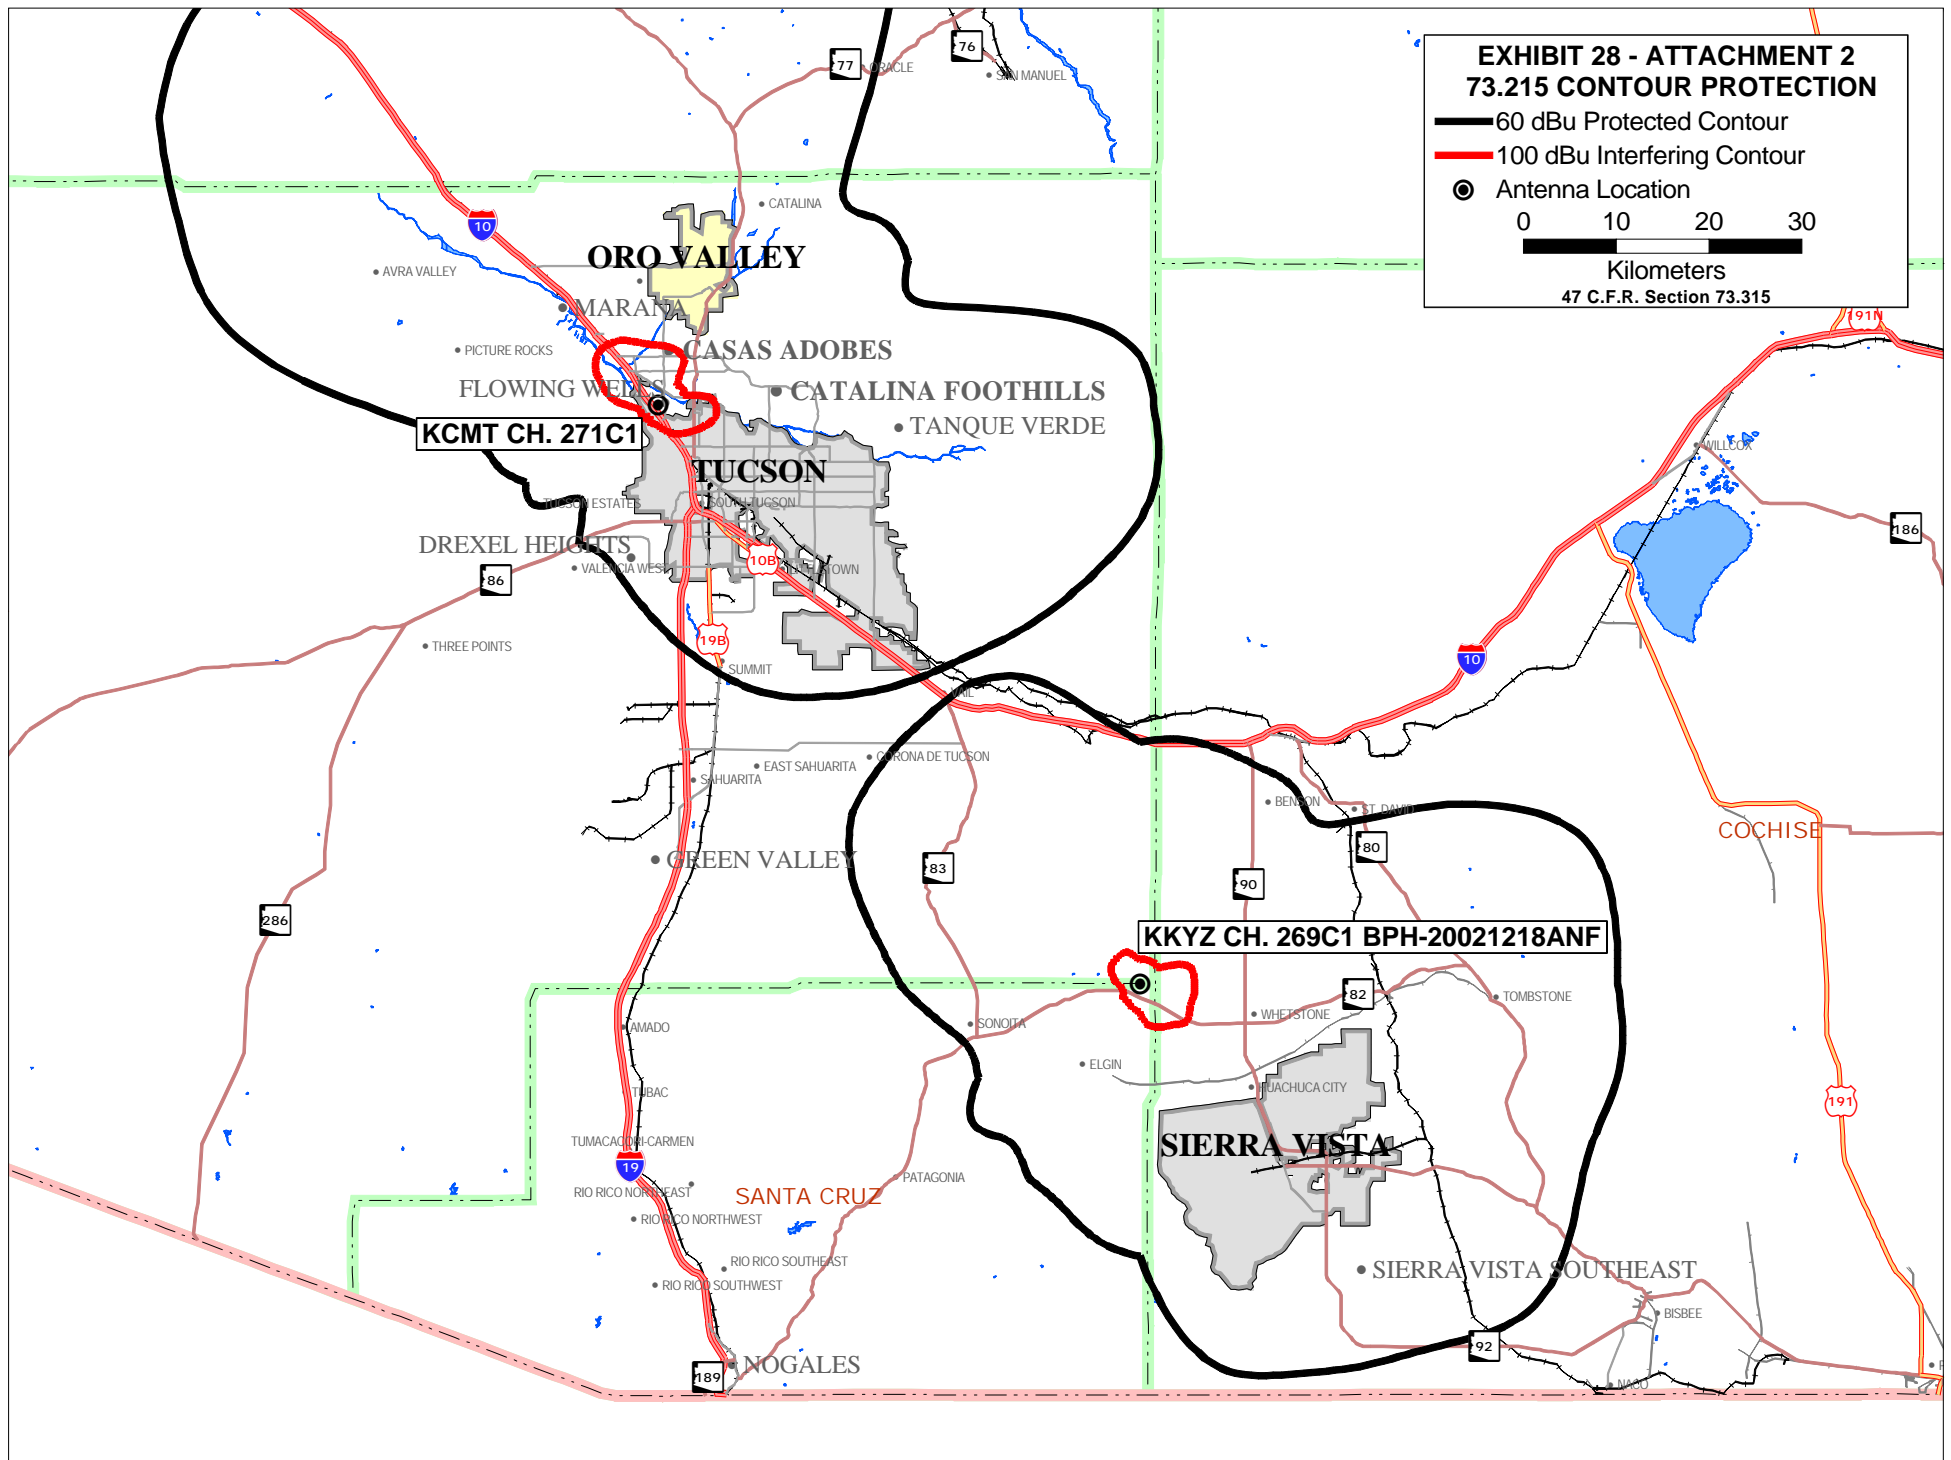 EXHIBIT 28 - ATTACHMENT 2
73.215 CONTOUR PROTECTION
60 dBu Protected Contour
100 dBu Interfering Contour
Antenna Location
0 10 20 30
Kilometers
47 C.F.R. Section 73.315
76
77
ORACLE
SAN MANUEL
CATALINA
10
ORO VALLEY
AVRA VALLEY
MARANA
191N
PICTURE ROCKS
CASAS ADOBES
FLOWING WELLS
CATALINA FOOTHILLS
TANQUE VERDE
KCMT CH. 271C1
WILLCOX
TUCSON
TUCSON ESTATES
SOUTH TUCSON
186
DREXEL HEIGHTS
VALENCIA WEST
10B
86
19B
THREE POINTS
SUMMIT
10
VAIL
CORONA DE TUCSON
EAST SAHUARITA
SAHUARITA
BENSON
ST. DAVID
COCHISE
80
GREEN VALLEY
83
90
286
KKYZ CH. 269C1 BPH-20021218ANF
82
TOMBSTONE
WHETSTONE
SONOITA
AMADO
ELGIN
HUACHUCA CITY
TUBAC
191
TUMACACORI-CARMEN
SIERRA VISTA
19
PATAGONIA
RIO RICO NORTHEAST
SANTA CRUZ
RIO RICO NORTHWEST
RIO RICO SOUTHEAST
SIERRA VISTA SOUTHEAST
RIO RICO SOUTHWEST
BISBEE
92
NOGALES
189
NACO